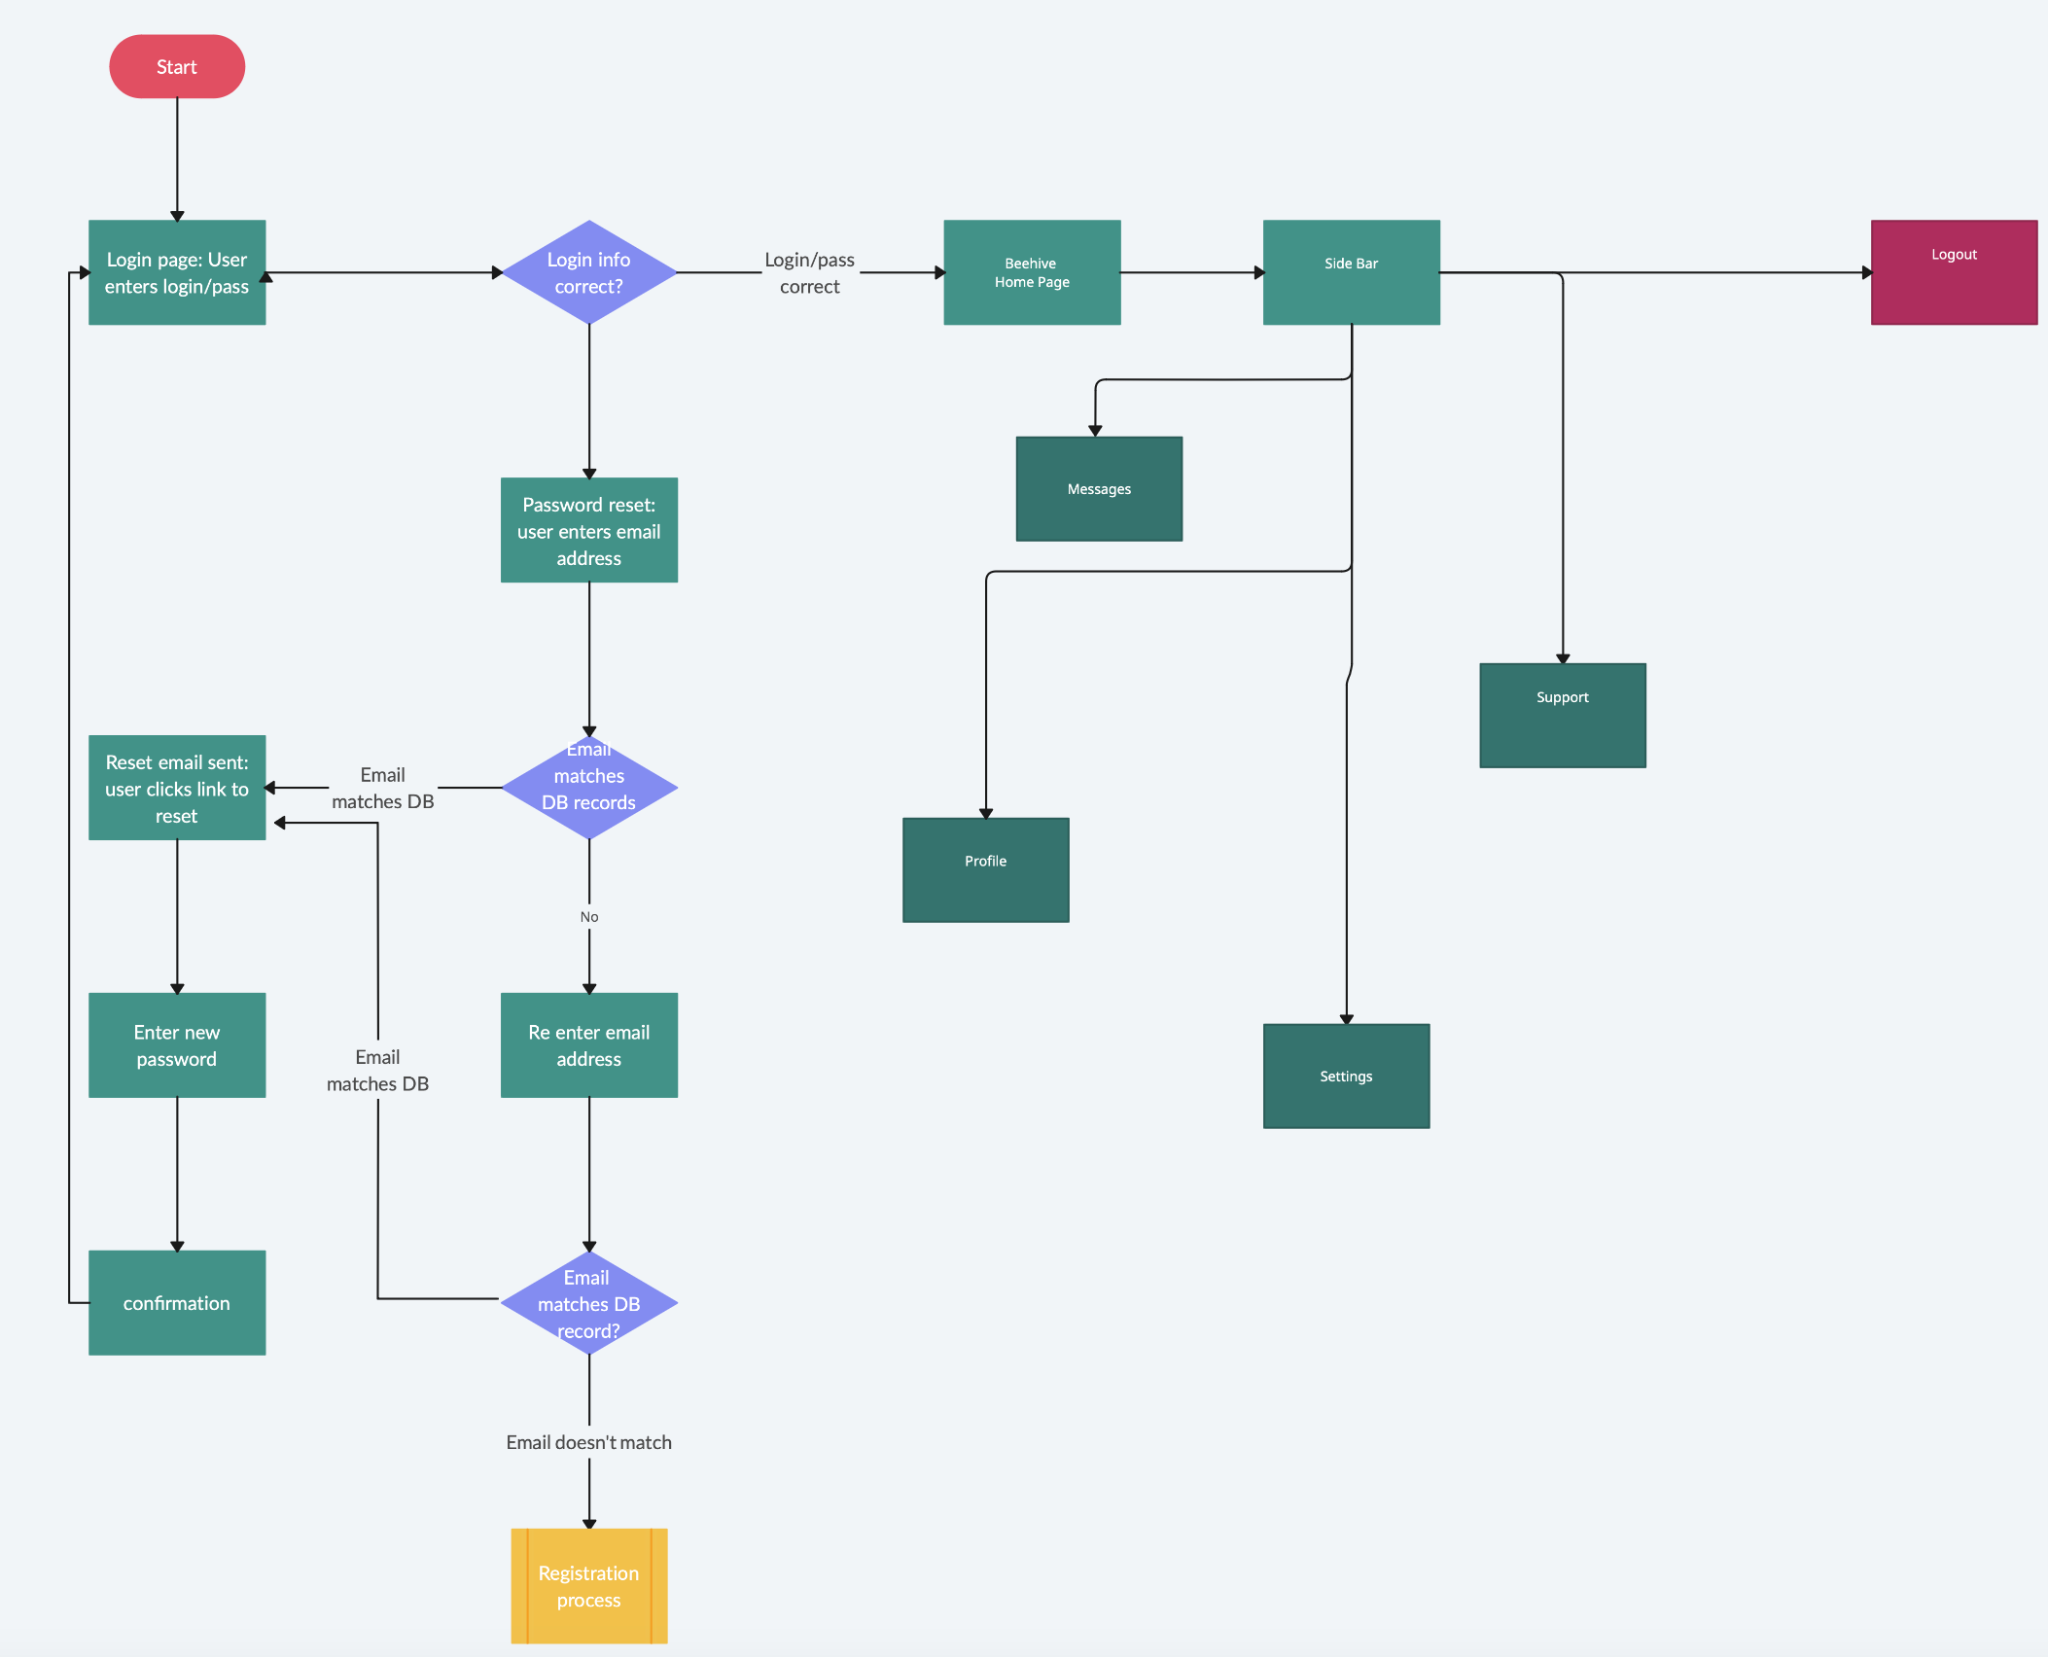 Start
Login page: User
enters login/pass
Login info
correct?
Login/pass
correct
Beehive
Home Page
Side Bar
Logout
Messages
Password reset:
user enters email
address
Support
Reset email sent:
user clicks link to
reset
Email
matches DB
Email
matches
DB records
Profile
No
Enter new
password
Email
matches DB
Re enter email
address
Settings
confirmation
Email
matches DB
record?
Email doesn't match
Registration
process